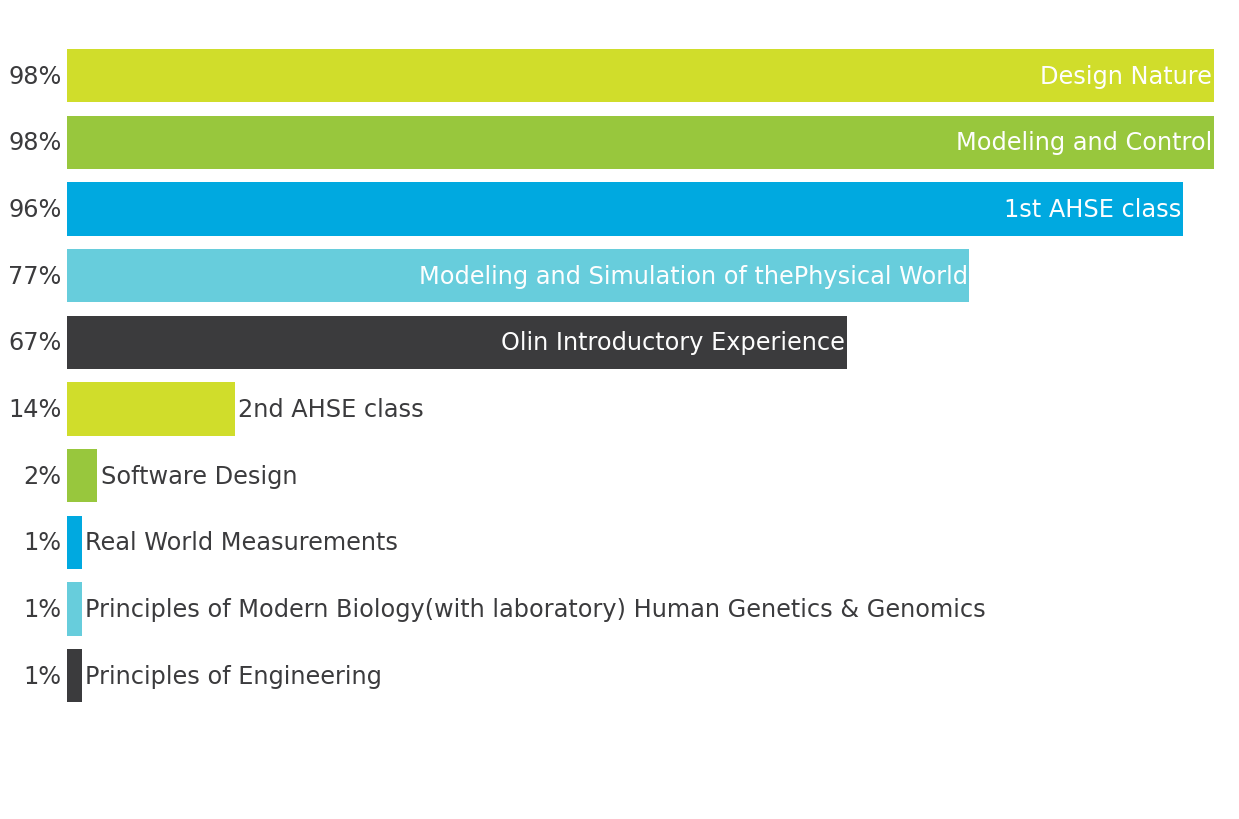 98% Design Nature
98% Modeling and Control
96% 1st AHSE class
77% Modeling and Simulation of thePhysical World
67% Olin Introductory Experience
14% 2nd AHSE class
2% Software Design
1% Real World Measurements
1% Principles of Modern Biology(with laboratory) Human Genetics & Genomics
1% Principles of Engineering